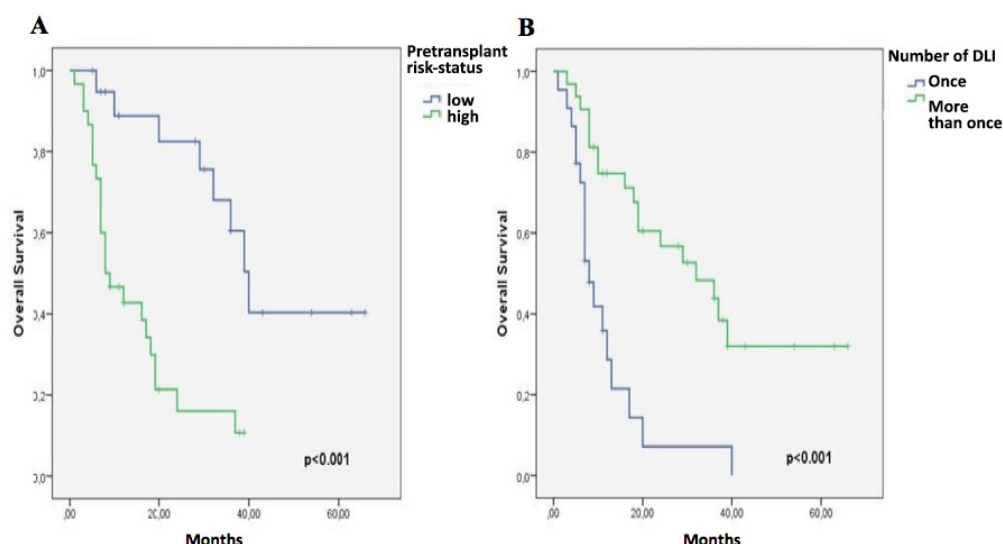 A
Pretransplant
risk-status
low
high
Overall Survival
1,0
0,8
0,6
0,4
0,2
0,0
,00
20,00
40,00
60,00
Months
p<0.001
B
Number of DLI
Once
More
than once
Overall Survival
1,0
0,8
0,6
0,4
0,2
0,0
,00
20,00
40,00
60,00
Months
p<0.001